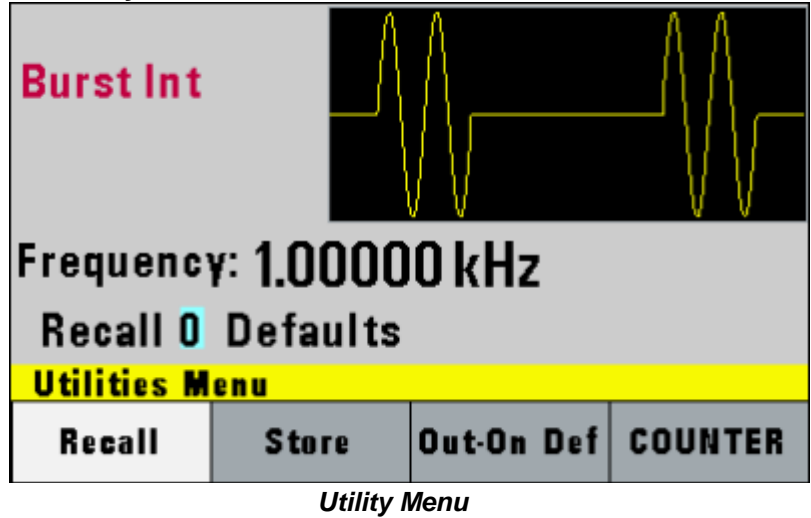 Burst Int
Frequency: 1.00000 kHz
Recall 0 Defaults
Utilities Menu
Recall Store Out-On Def COUNTER
Utility Menu